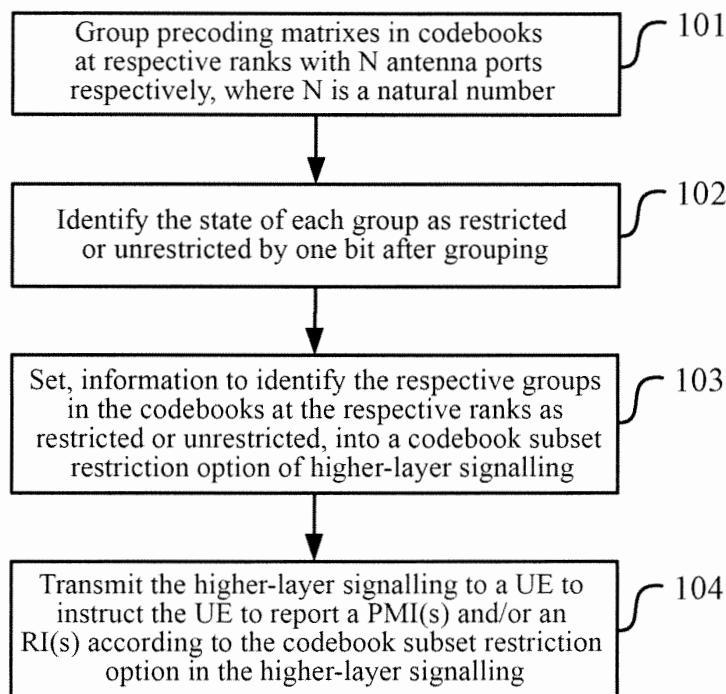 Group precoding matrixes in codebooks
at respective ranks with N antenna ports
respectively, where N is a natural number
101
Identify the state of each group as restricted
or unrestricted by one bit after grouping
102
Set, information to identify the respective groups
in the codebooks at the respective ranks as
restricted or unrestricted, into a codebook subset
restriction option of higher-layer signalling
103
Transmit the higher-layer signalling to a UE to
instruct the UE to report a PMI(s) and/or an
RI(s) according to the codebook subset restriction
option in the higher-layer signalling
104